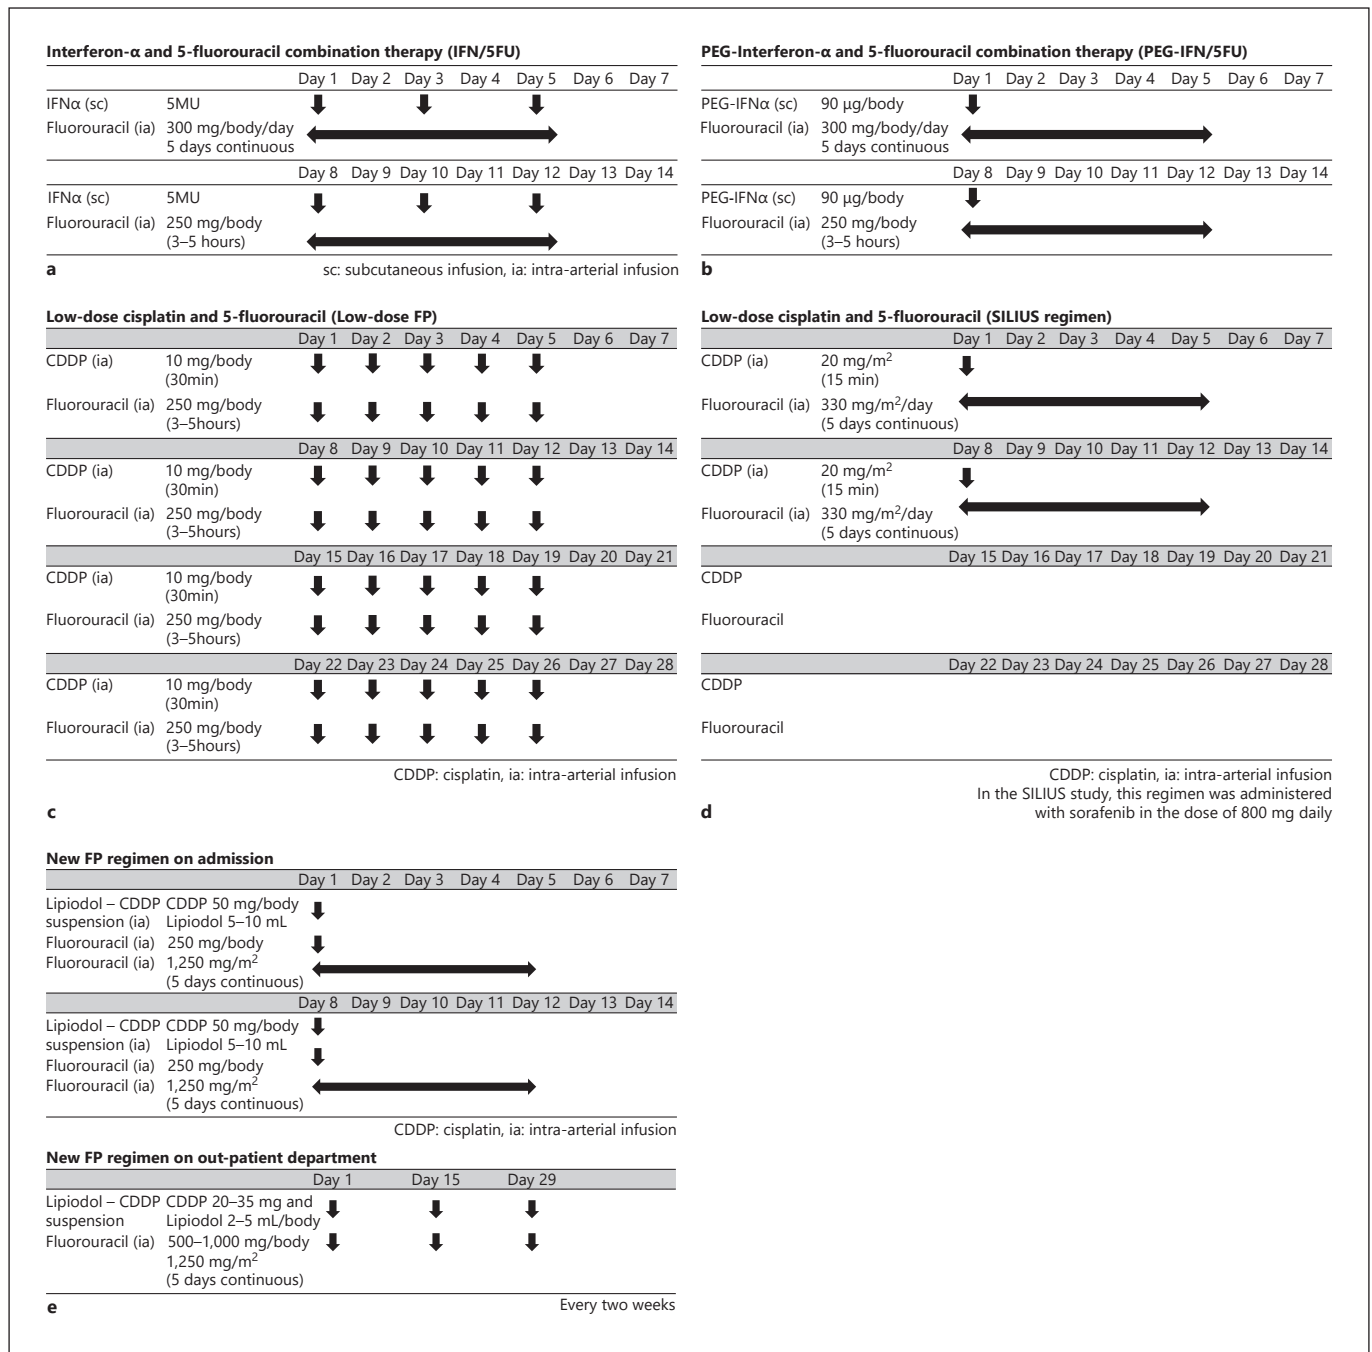 Interferon-α and 5-fluorouracil combination therapy (IFN/5FU)
Day 1 Day 2 Day 3 Day 4 Day 5 Day 6 Day 7
IFNα (sc) 5MU
Fluorouracil (ia) 300 mg/body/day
5 days continuous
Day 8 Day 9 Day 10 Day 11 Day 12 Day 13 Day 14
IFNα (sc) 5MU
Fluorouracil (ia) 250 mg/body
(3–5 hours)
a sc: subcutaneous infusion, ia: intra-arterial infusion
PEG-Interferon-α and 5-fluorouracil combination therapy (PEG-IFN/5FU)
Day 1 Day 2 Day 3 Day 4 Day 5 Day 6 Day 7
PEG-IFNα (sc) 90 µg/body
Fluorouracil (ia) 300 mg/body/day
5 days continuous
Day 8 Day 9 Day 10 Day 11 Day 12 Day 13 Day 14
PEG-IFNα (sc) 90 µg/body
Fluorouracil (ia) 250 mg/body
(3–5 hours)
b
Low-dose cisplatin and 5-fluorouracil (Low-dose FP)
Day 1 Day 2 Day 3 Day 4 Day 5 Day 6 Day 7
CDDP (ia) 10 mg/body
(30min)
Fluorouracil (ia) 250 mg/body
(3–5hours)
Day 8 Day 9 Day 10 Day 11 Day 12 Day 13 Day 14
CDDP (ia) 10 mg/body
(30min)
Fluorouracil (ia) 250 mg/body
(3–5hours)
Day 15 Day 16 Day 17 Day 18 Day 19 Day 20 Day 21
CDDP (ia) 10 mg/body
(30min)
Fluorouracil (ia) 250 mg/body
(3–5hours)
Day 22 Day 23 Day 24 Day 25 Day 26 Day 27 Day 28
CDDP (ia) 10 mg/body
(30min)
Fluorouracil (ia) 250 mg/body
(3–5hours)
CDDP: cisplatin, ia: intra-arterial infusion
c
Low-dose cisplatin and 5-fluorouracil (SILIUS regimen)
Day 1 Day 2 Day 3 Day 4 Day 5 Day 6 Day 7
CDDP (ia) 20 mg/m²
(15 min)
Fluorouracil (ia) 330 mg/m²/day
(5 days continuous)
Day 8 Day 9 Day 10 Day 11 Day 12 Day 13 Day 14
CDDP (ia) 20 mg/m²
(15 min)
Fluorouracil (ia) 330 mg/m²/day
(5 days continuous)
Day 15 Day 16 Day 17 Day 18 Day 19 Day 20 Day 21
CDDP
Fluorouracil
Day 22 Day 23 Day 24 Day 25 Day 26 Day 27 Day 28
CDDP
Fluorouracil
CDDP: cisplatin, ia: intra-arterial infusion
In the SILIUS study, this regimen was administered
d with sorafenib in the dose of 800 mg daily
New FP regimen on admission
Day 1 Day 2 Day 3 Day 4 Day 5 Day 6 Day 7
Lipiodol – CDDP CDDP 50 mg/body
suspension (ia) Lipiodol 5–10 mL
Fluorouracil (ia) 250 mg/body
Fluorouracil (ia) 1,250 mg/m²
(5 days continuous)
Day 8 Day 9 Day 10 Day 11 Day 12 Day 13 Day 14
Lipiodol – CDDP CDDP 50 mg/body
suspension (ia) Lipiodol 5–10 mL
Fluorouracil (ia) 250 mg/body
Fluorouracil (ia) 1,250 mg/m²
(5 days continuous)
CDDP: cisplatin, ia: intra-arterial infusion
New FP regimen on out-patient department
Day 1 Day 15 Day 29
Lipiodol – CDDP CDDP 20–35 mg and
suspension Lipiodol 2–5 mL/body
Fluorouracil (ia) 500–1,000 mg/body
1,250 mg/m²
(5 days continuous)
e Every two weeks